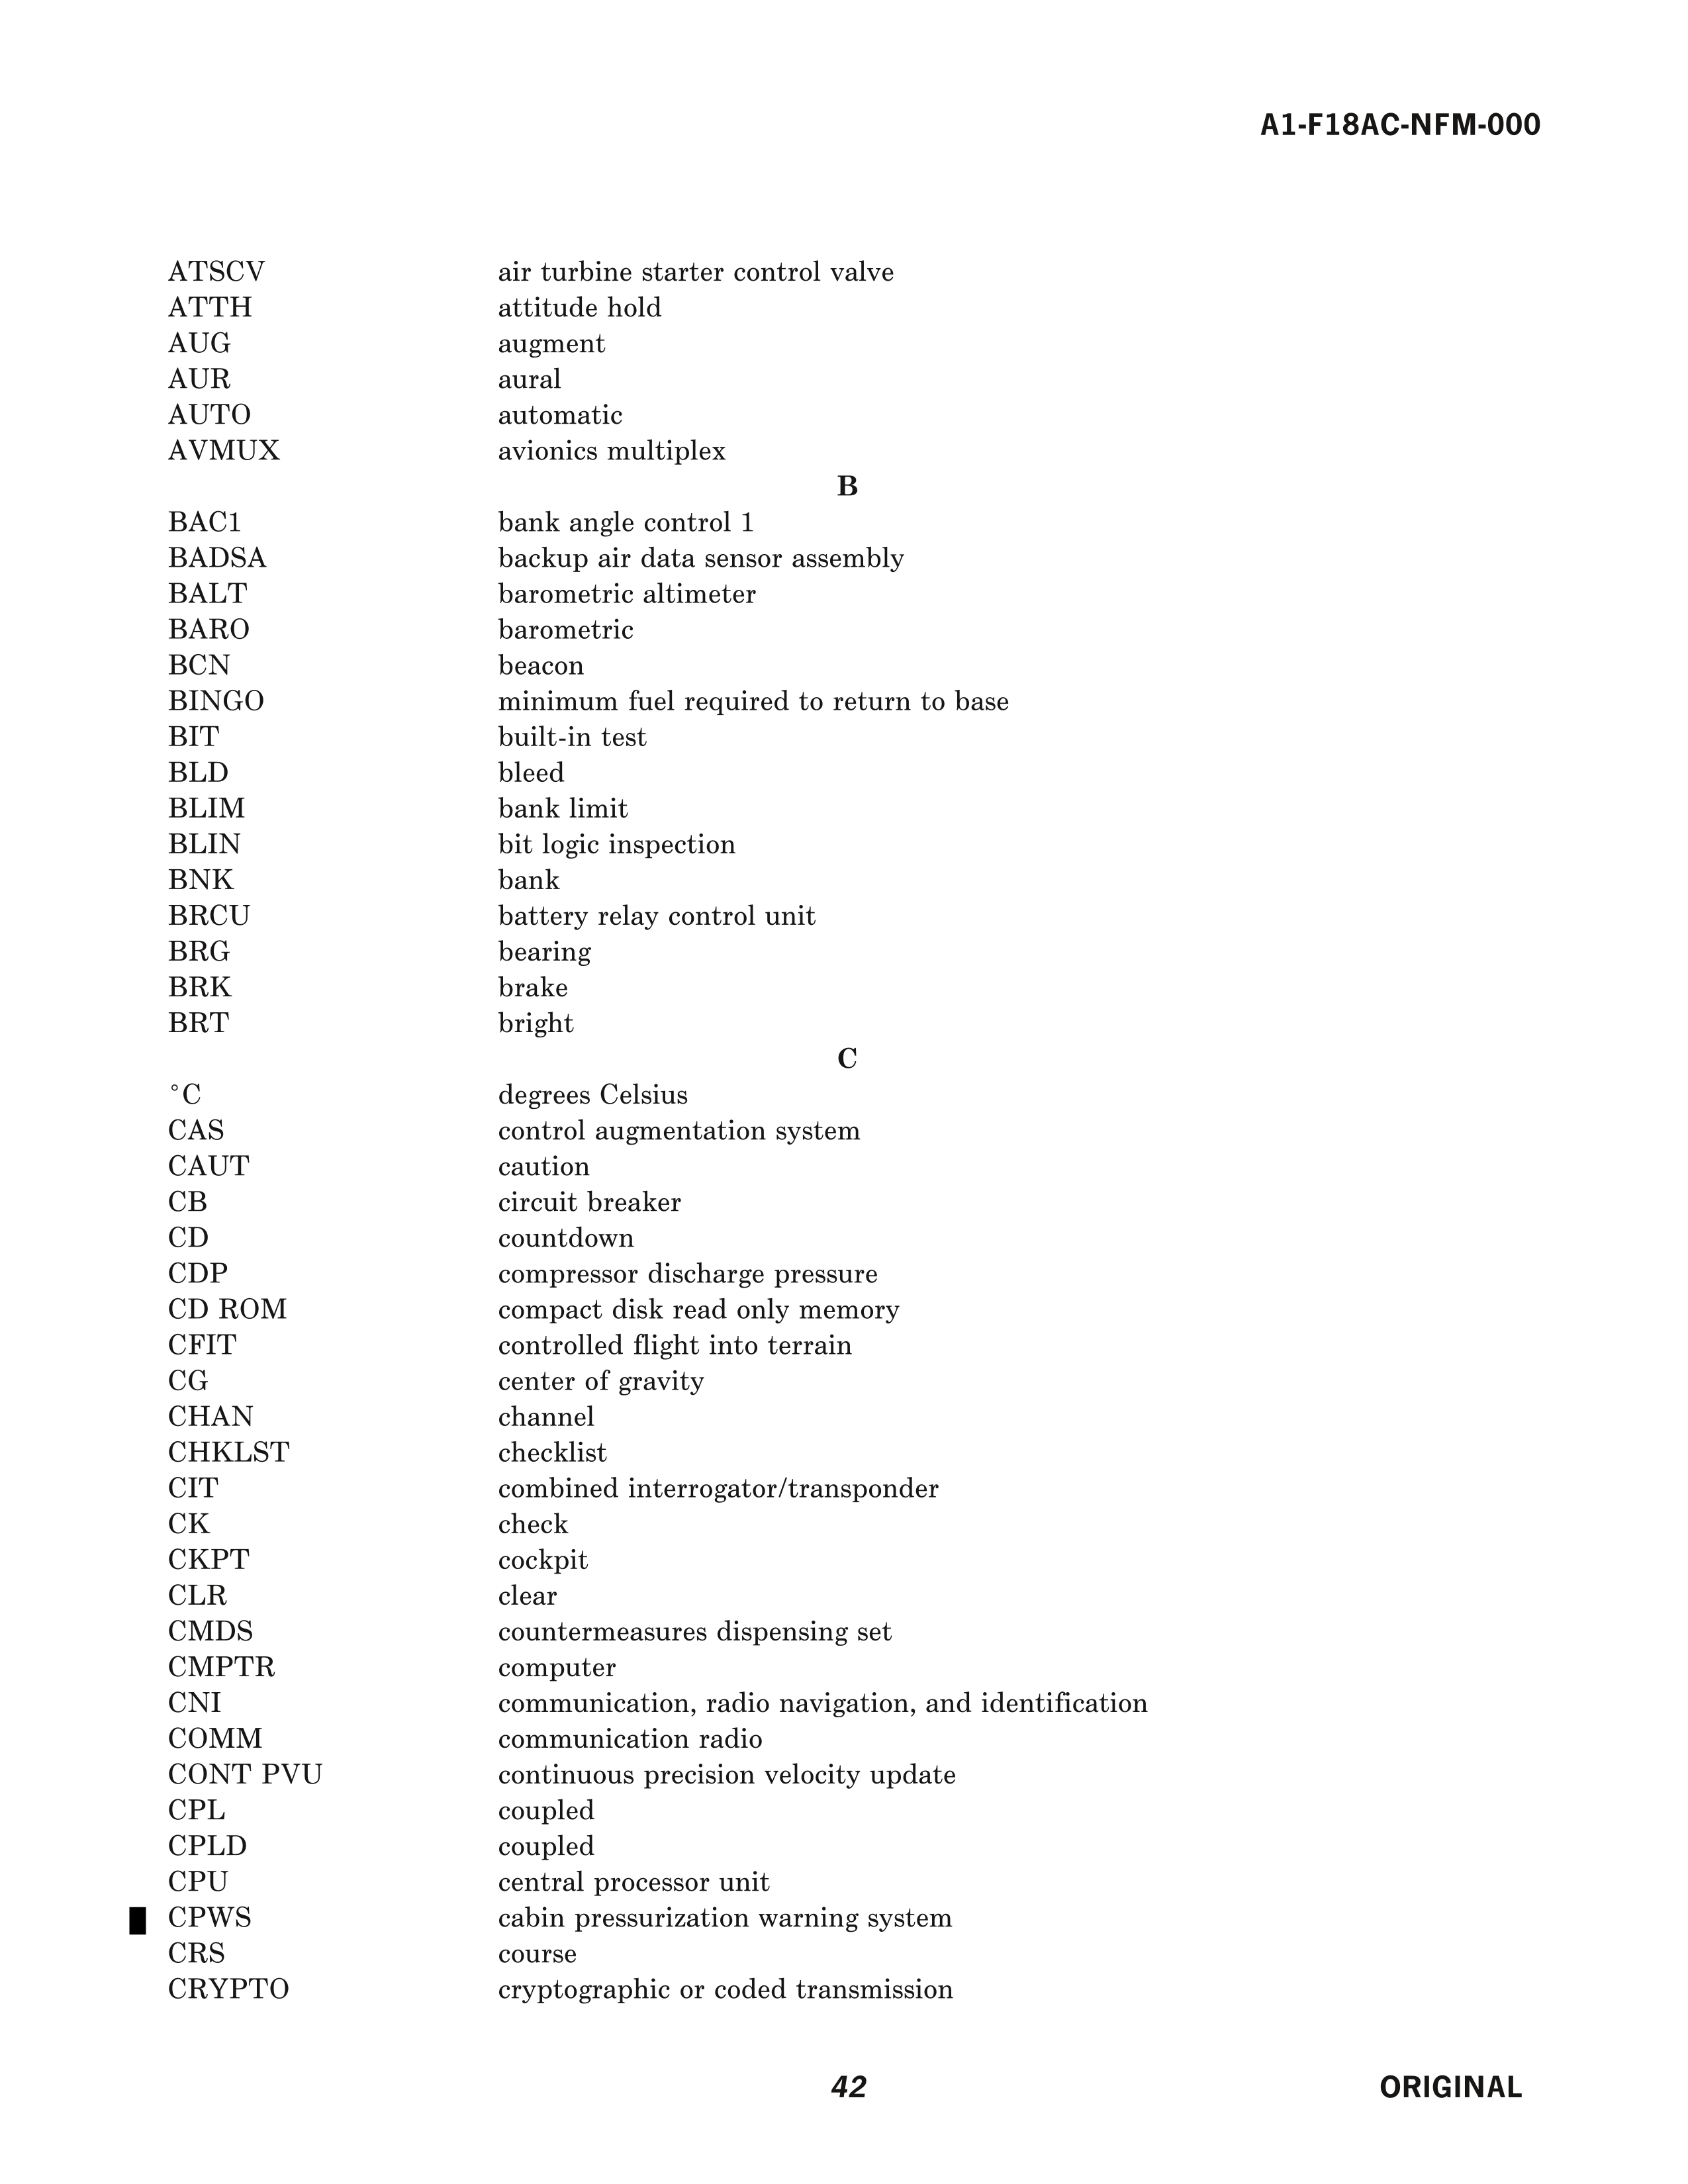 A1-F18AC-NFM-000
ATSCV air turbine starter control valve
ATTH attitude hold
AUG augment
AUR aural
AUTO automatic
AVMUX avionics multiplex
B
BAC1 bank angle control 1
BADSA backup air data sensor assembly
BALT barometric altimeter
BARO barometric
BCN beacon
BINGO minimum fuel required to return to base
BIT built-in test
BLD bleed
BLIM bank limit
BLIN bit logic inspection
BNK bank
BRCU battery relay control unit
BRG bearing
BRK brake
BRT bright
C
°C degrees Celsius
CAS control augmentation system
CAUT caution
CB circuit breaker
CD countdown
CDP compressor discharge pressure
CD ROM compact disk read only memory
CFIT controlled flight into terrain
CG center of gravity
CHAN channel
CHKLST checklist
CIT combined interrogator/transponder
CK check
CKPT cockpit
CLR clear
CMDS countermeasures dispensing set
CMPTR computer
CNI communication, radio navigation, and identification
COMM communication radio
CONT PVU continuous precision velocity update
CPL coupled
CPLD coupled
CPU central processor unit
CPWS cabin pressurization warning system
CRS course
CRYPTO cryptographic or coded transmission
42 ORIGINAL